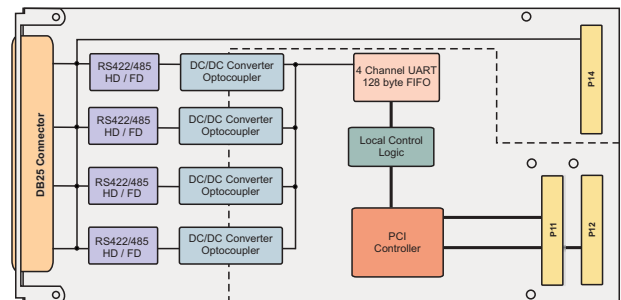 DB25 Connector
RS422/485
HD / FD
DC/DC Converter
Optocoupler
4 Channel UART
128 byte FIFO
P14
RS422/485
HD / FD
DC/DC Converter
Optocoupler
Local Control
Logic
RS422/485
HD / FD
DC/DC Converter
Optocoupler
RS422/485
HD / FD
DC/DC Converter
Optocoupler
PCI
Controller
P11
P12